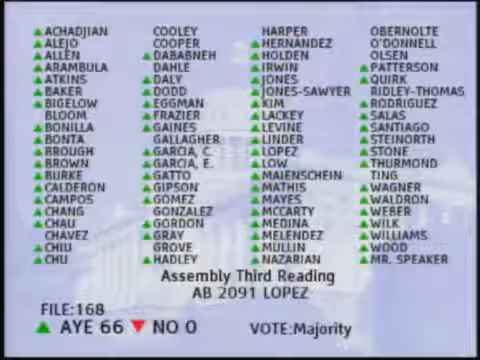 ACHADJIAN COOLEY HARPER OBERNOLTE
ALEJO COOPER HERNÁNDEZ O'DONNELL
ALLEN DABABNEH HOLDEN OLSEN
ARAMBULA DAHLE IRWIN PATTERSON
ATKINS DALY JONES QUIRK
BAKER DODD JONES-SAWYER RIDLEY-THOMAS
BIGELOW EGGMAN KIM RODRIGUEZ
BLOOM FRAZIER LACKEY SALAS
BONILLA GAINES LEVINE SANTIAGO
BONTA GALLAGHER LINDER STEINORTH
BROUGH GARCIA, C. LOPEZ STONE
BROWN GARCIA, E. LOW THURMOND
BURKE GATTO MAIENSCHEIN TING
CALDERON GIPSON MATHIS WAGNER
CAMPOS GOMEZ MAYES WALDRON
CHANG GONZALEZ MCCARTY WEBER
CHAU GORDON MEDINA WILK
CHAVEZ GRAY MELENDEZ WILLIAMS
CHIU GROVE MULLIN WOOD
CHU HADLEY NAZARIAN MR. SPEAKER
Assembly Third Reading
AB 2091 LOPEZ
FILE:168
AYE 66 NO 0 VOTE:Majority